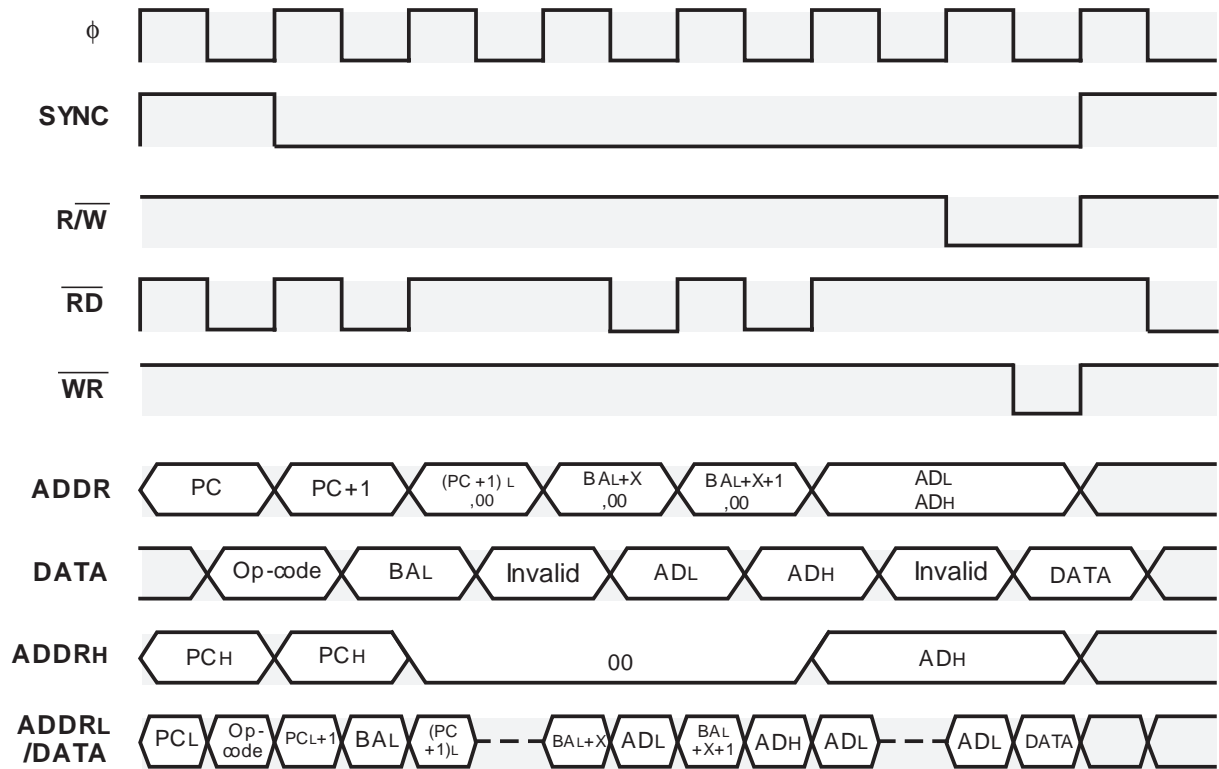 ϕ
SYNC
R/W
RD
WR
ADDR
PC
PC+1
(PC+1)L
,00
BAL+X
,00
BAL+X+1
,00
ADL
ADH
DATA
Op-code
BAL
Invalid
ADL
ADH
Invalid
DATA
ADDRH
PCH
PCH
00
ADH
ADDRL
/DATA
PCL
Op-
code
PCL+1
BAL
(PC
+1)L
BAL+X
ADL
BAL
+X+1
ADH
ADL
ADL
DATA